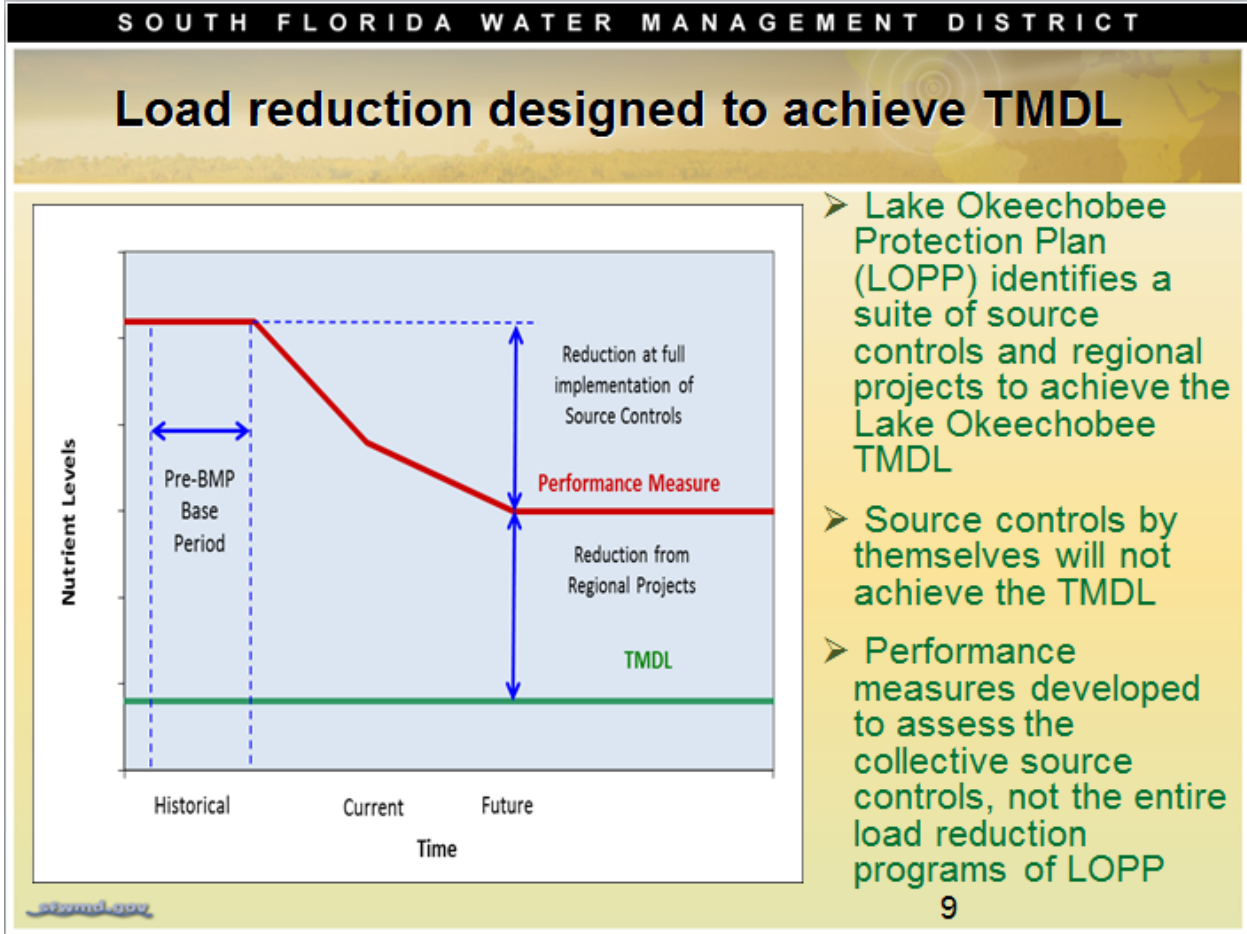 SOUTH FLORIDA WATER MANAGEMENT DISTRICT
Load reduction designed to achieve TMDL
Nutrient Levels
Pre-BMP
Base
Period
Reduction at full
implementation of
Source Controls
Performance Measure
Reduction from
Regional Projects
TMDL
Historical
Current
Future
Time
➢ Lake Okeechobee
Protection Plan
(LOPP) identifies a
suite of source
controls and regional
projects to achieve the
Lake Okeechobee
TMDL
➢ Source controls by
themselves will not
achieve the TMDL
➢ Performance
measures developed
to assess the
collective source
controls, not the entire
load reduction
programs of LOPP
sfwmd.gov
9